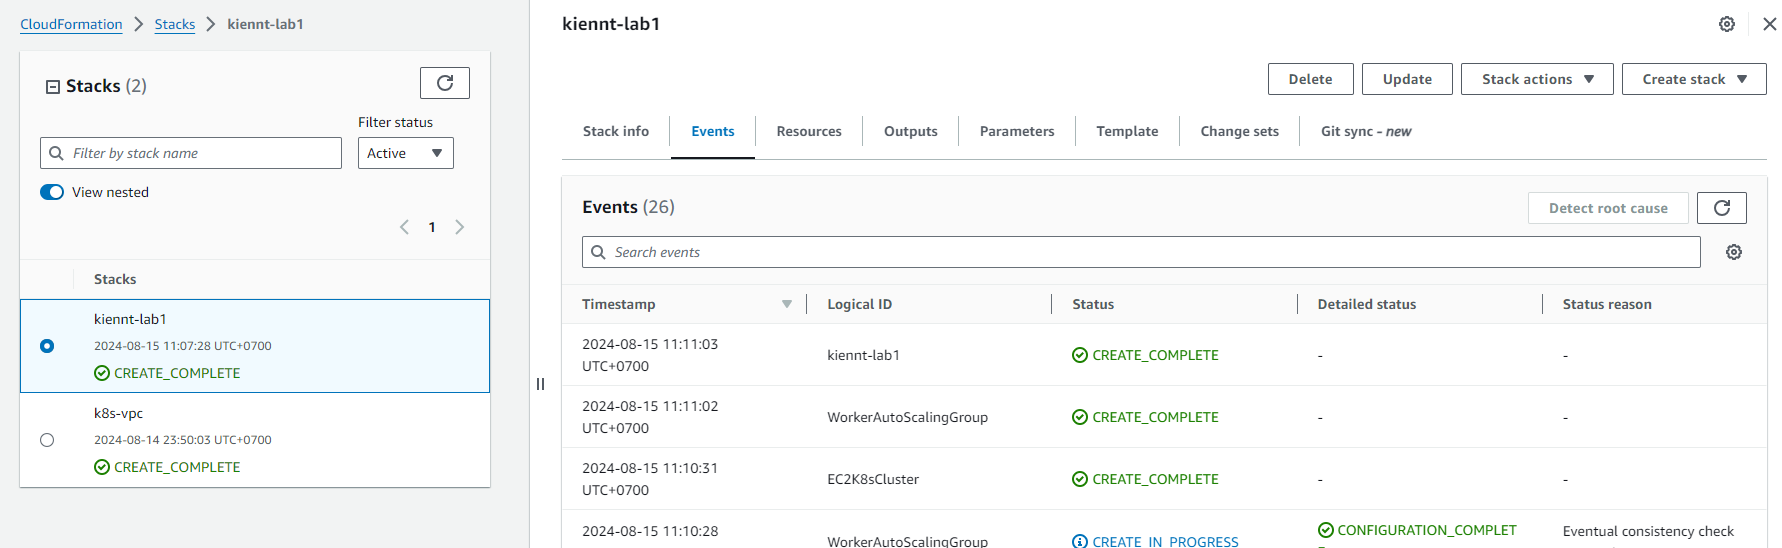 CloudFormation > Stacks > kiennt-lab1
Stacks (2)
Filter status
Filter by stack name
Active
View nested
1
Stacks
kiennt-lab1
2024-08-15 11:07:28 UTC+0700
CREATE_COMPLETE
k8s-vpc
2024-08-14 23:50:03 UTC+0700
CREATE_COMPLETE
kiennt-lab1
Delete Update Stack actions Create stack
Stack info Events Resources Outputs Parameters Template Change sets Git sync - new
Events (26)
Detect root cause
Search events
Timestamp Logical ID Status Detailed status Status reason
2024-08-15 11:11:03
UTC+0700
kiennt-lab1
CREATE_COMPLETE
-
-
2024-08-15 11:11:02
UTC+0700
WorkerAutoScalingGroup
CREATE_COMPLETE
-
-
2024-08-15 11:10:31
UTC+0700
EC2K8sCluster
CREATE_COMPLETE
-
-
2024-08-15 11:10:28
WorkerAutoScalingGroup
CREATE_IN_PROGRESS
CONFIGURATION_COMPLET
Eventual consistency check